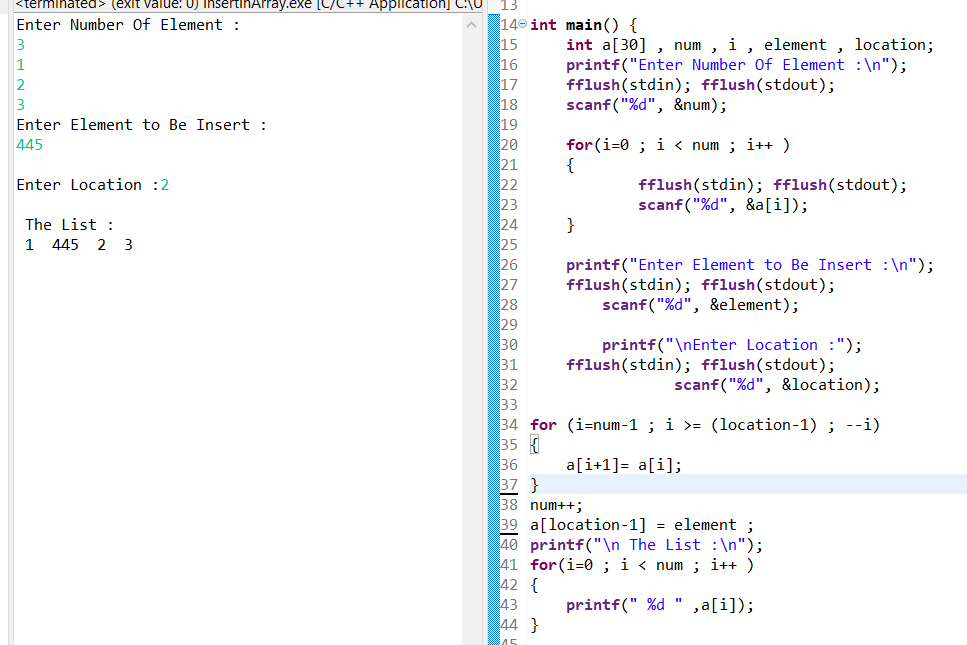 <terminated> (exit value: 0) InsertInArray.exe [C/C++ Application] C:\U
Enter Number Of Element :
3
1
2
3
Enter Element to Be Insert :
445
Enter Location :2
The List :
1 445 2 3
13
14 int main() {
15 int a[30] , num , i , element , location;
16 printf("Enter Number Of Element :\n");
17 fflush(stdin); fflush(stdout);
18 scanf("%d", &num);
19
20 for(i=0 ; i < num ; i++ )
21 {
22 fflush(stdin); fflush(stdout);
23 scanf("%d", &a[i]);
24 }
25
26 printf("Enter Element to Be Insert :\n");
27 fflush(stdin); fflush(stdout);
28 scanf("%d", &element);
29
30 printf("\nEnter Location :");
31 fflush(stdin); fflush(stdout);
32 scanf("%d", &location);
33
34 for (i=num-1 ; i >= (location-1) ; --i)
35 {
36 a[i+1]= a[i];
37 }
38 num++;
39 a[location-1] = element ;
40 printf("\n The List :\n");
41 for(i=0 ; i < num ; i++ )
42 {
43 printf(" %d " ,a[i]);
44 }
45